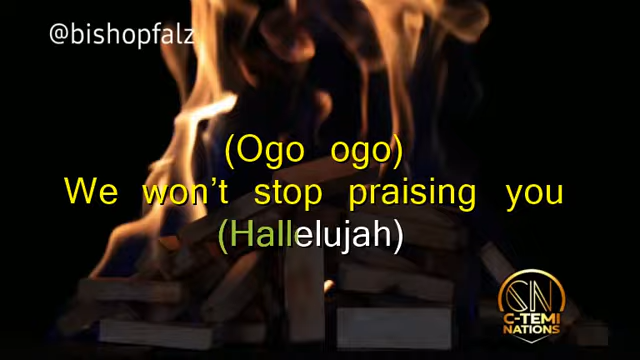 @bishopfalz
(Ogo ogo)
We won't stop praising you
(Hallelujah)
C-TEMI
NATIONS